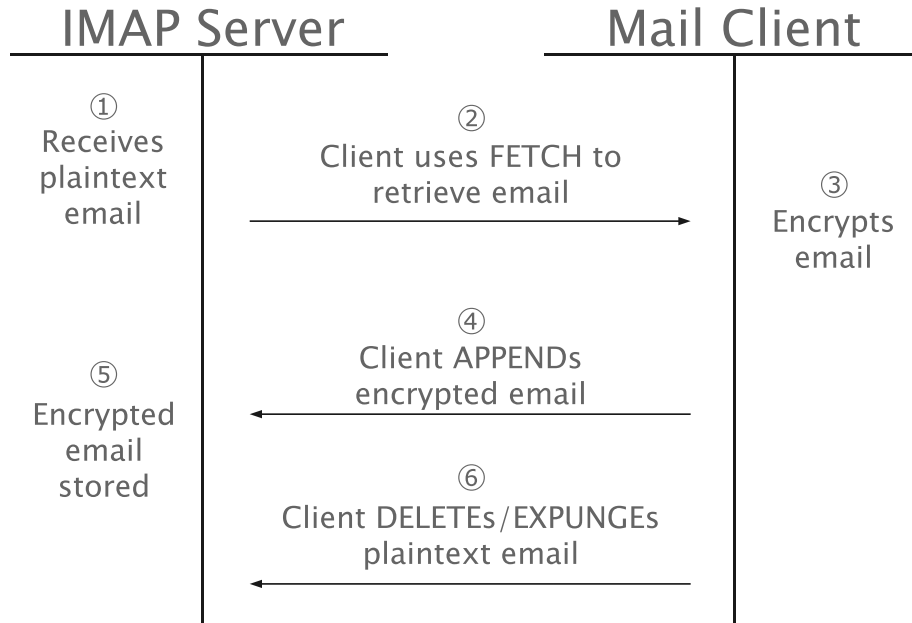 IMAP Server
Mail Client
①
Receives
plaintext
email
②
Client uses FETCH to
retrieve email
③
Encrypts
email
④
Client APPENDs
encrypted email
⑤
Encrypted
email
stored
⑥
Client DELETEs/EXPUNGEs
plaintext email